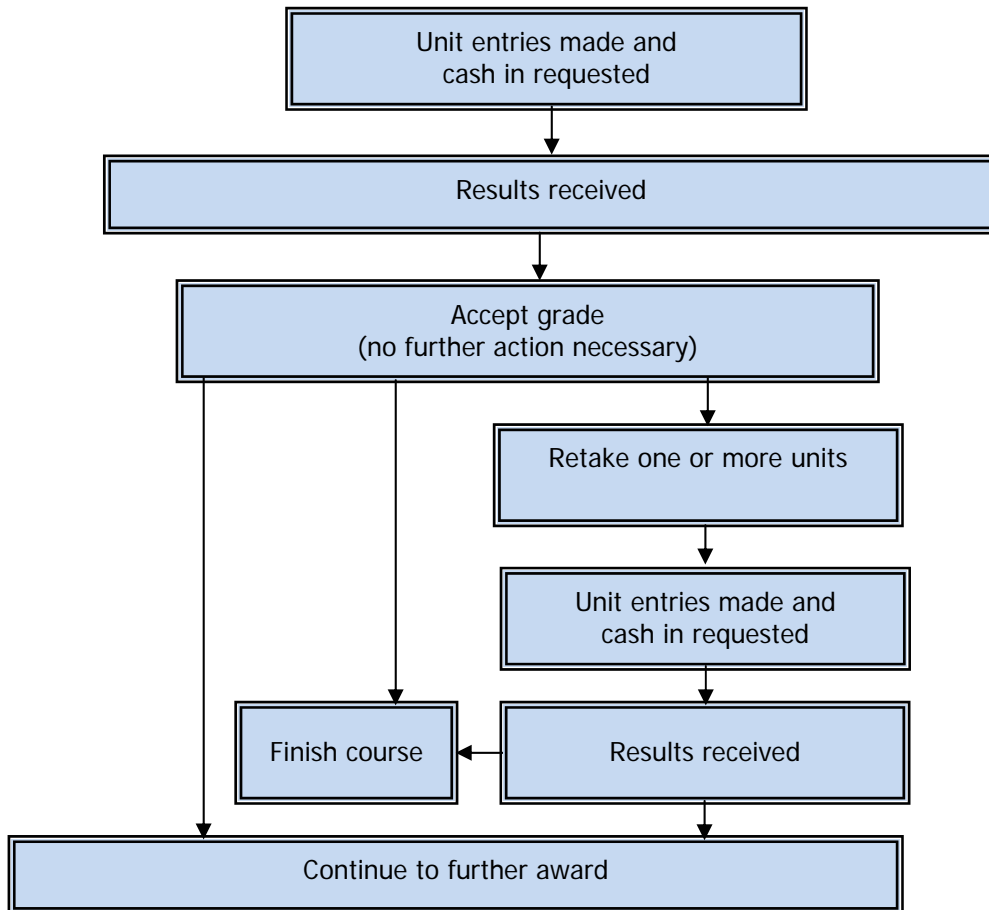 Unit entries made and
cash in requested
Results received
Accept grade
(no further action necessary)
Retake one or more units
Unit entries made and
cash in requested
Finish course
Results received
Continue to further award